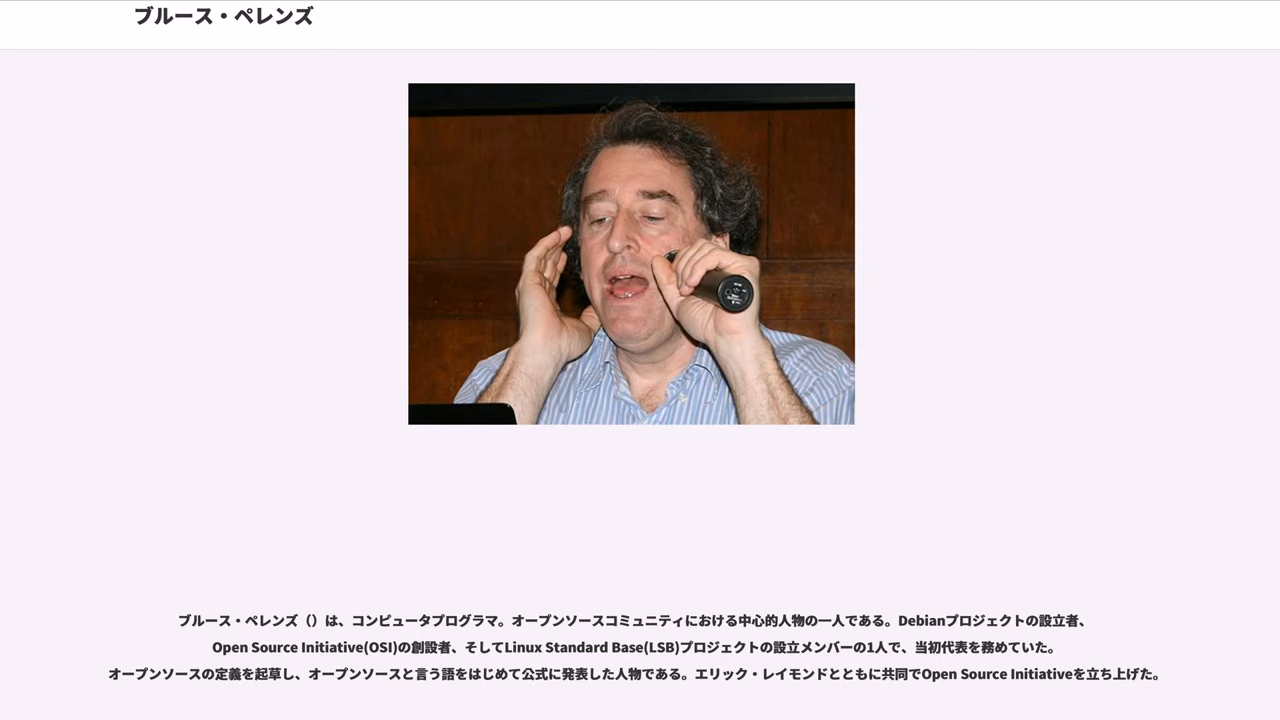 ブルース・ペレンズ
ブルース・ペレンズ（）は、コンピュータプログラマ。オープンソースコミュニティにおける中心的人物の一人である。Debianプロジェクトの設立者、
Open Source Initiative(OSI)の創設者、そしてLinux Standard Base(LSB)プロジェクトの設立メンバーの1人で、当初代表を務めていた。
オープンソースの定義を起草し、オープンソースと言う語をはじめて公式に発表した人物である。エリック・レイモンドとともに共同でOpen Source Initiativeを立ち上げた。